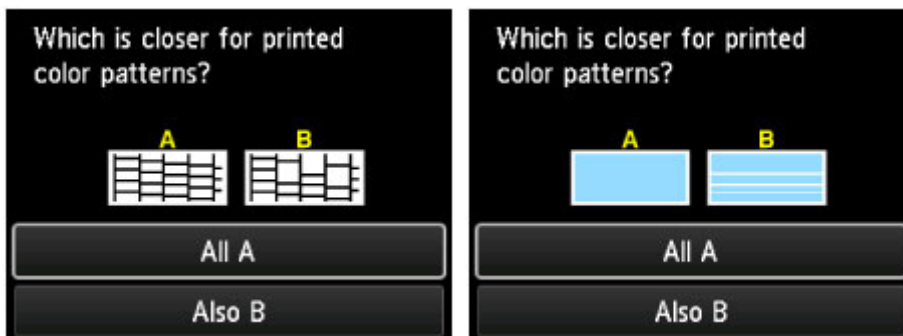 Which is closer for printed
color patterns?
A B
All A
Also B
Which is closer for printed
color patterns?
A B
All A
Also B